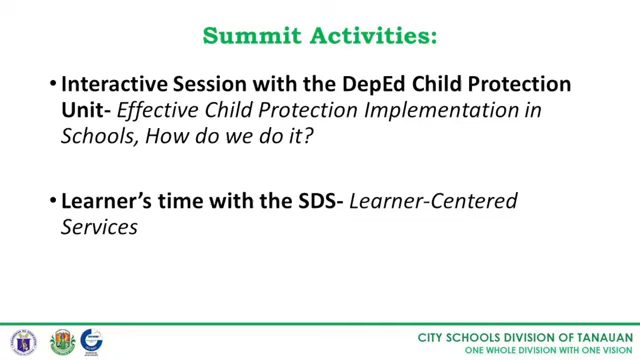 Summit Activities:
• Interactive Session with the DepEd Child Protection
Unit- Effective Child Protection Implementation in
Schools, How do we do it?
• Learner’s time with the SDS- Learner-Centered
Services
CITY SCHOOLS DIVISION OF TANAUAN
ONE WHOLE DIVISION WITH ONE VISION